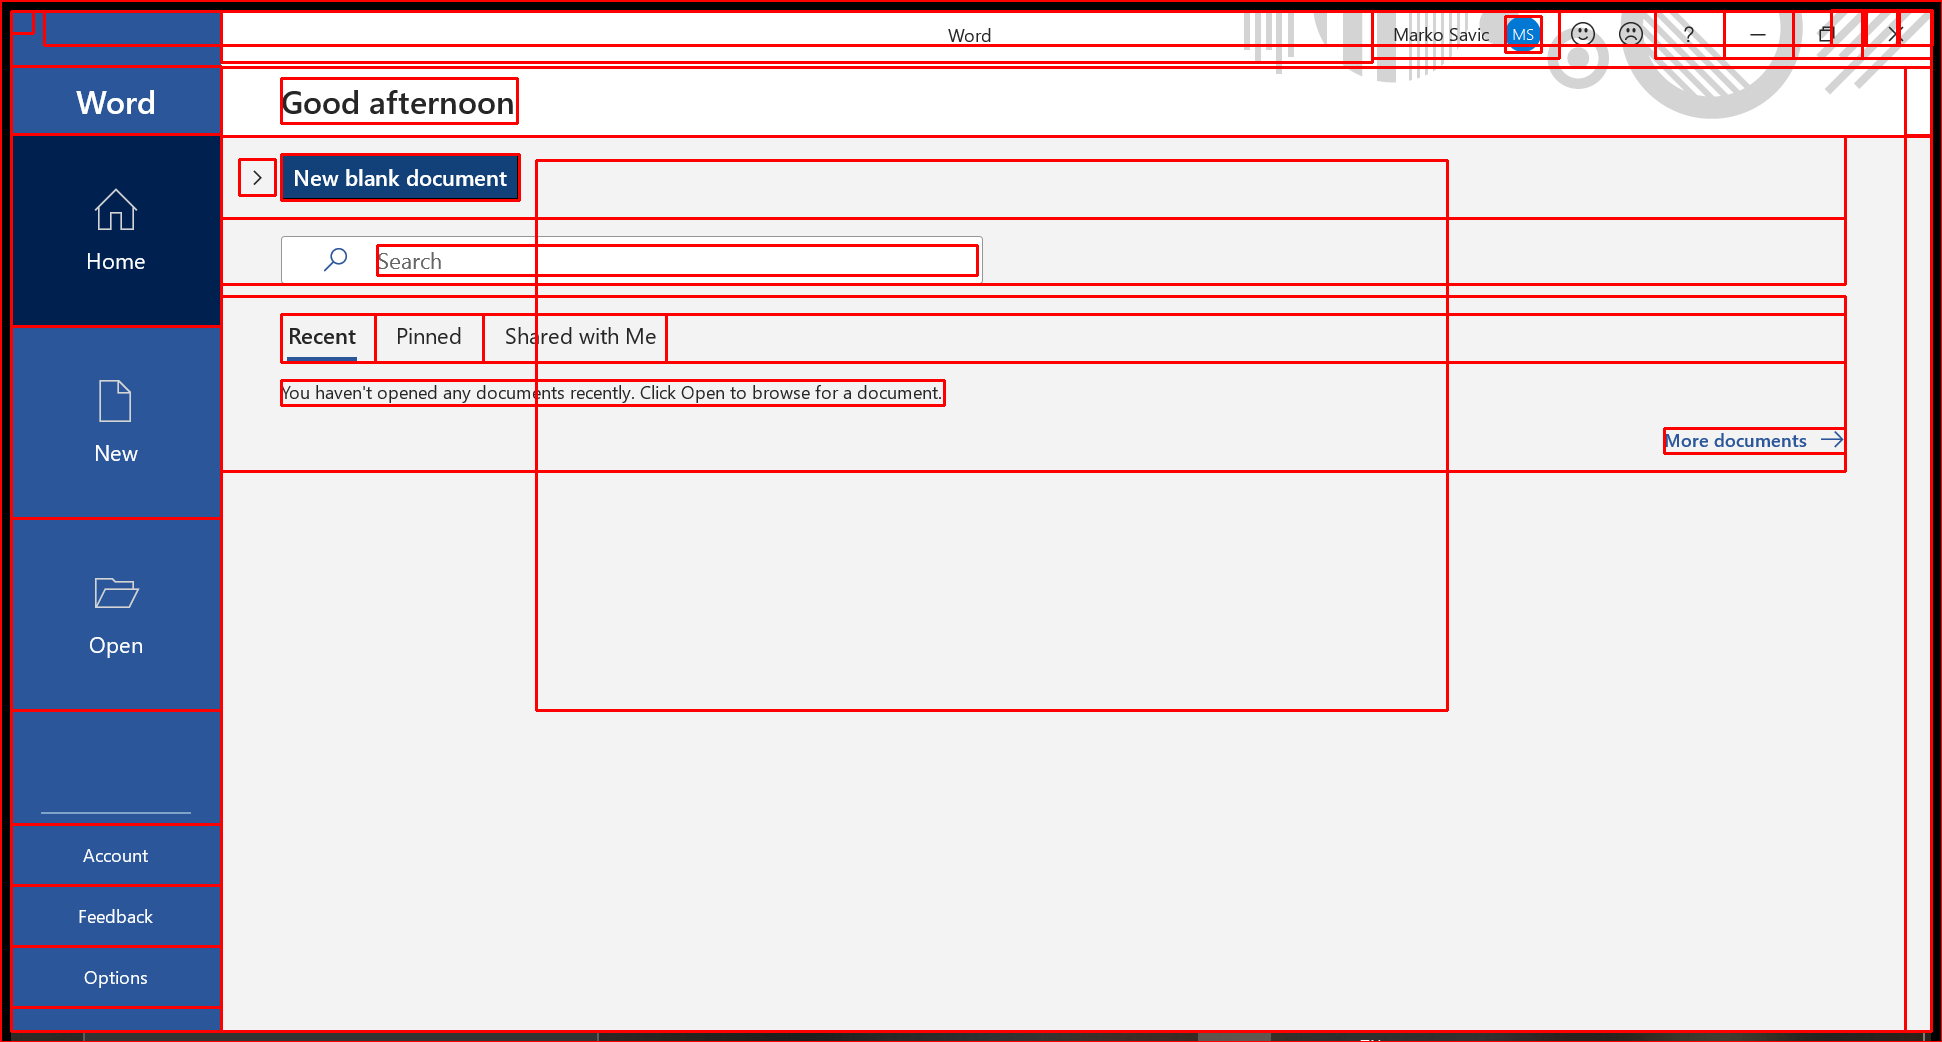 Word
Marko Savic MS ?
Word
Good afternoon
New blank document
Home
Search
Recent Pinned Shared with Me
You haven't opened any documents recently. Click Open to browse for a document.
More documents
New
Open
Account
Feedback
Options